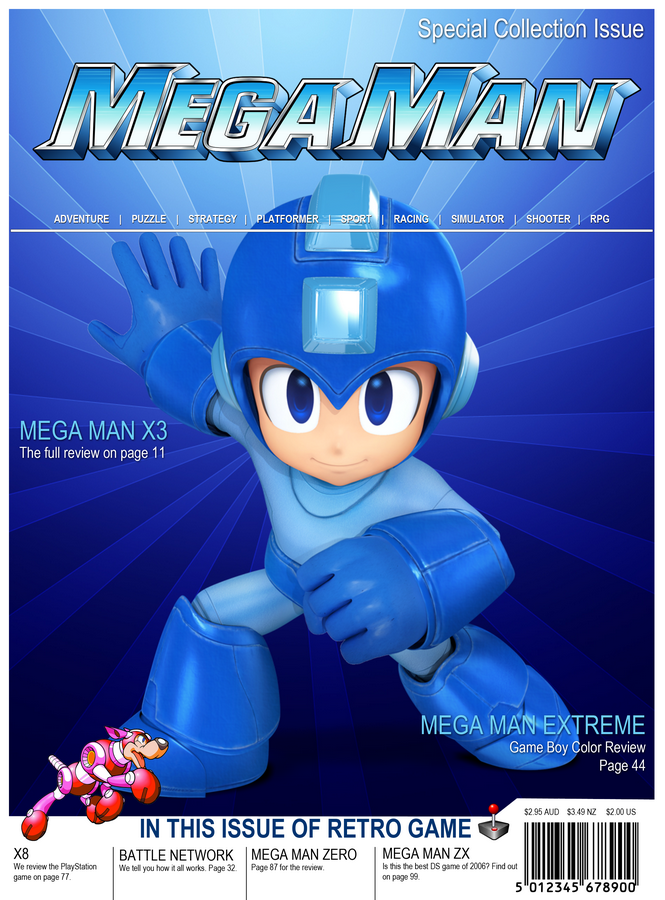 Special Collection Issue
MEGA MAN
ADVENTURE | PUZZLE | STRATEGY | PLATFORMER | SPORT | RACING | SIMULATOR | SHOOTER | RPG
MEGA MAN X3
The full review on page 11
MEGA MAN EXTREME
Game Boy Color Review
Page 44
IN THIS ISSUE OF RETRO GAME
$2.95 AUD $3.49 NZ $2.00 US
X8
We review the PlayStation
game on page 77.
BATTLE NETWORK
We tell you how it all works. Page 32.
MEGA MAN ZERO
Page 87 for the review.
MEGA MAN ZX
Is this the best DS game of 2006? Find out
on page 99.
5 012345 678900